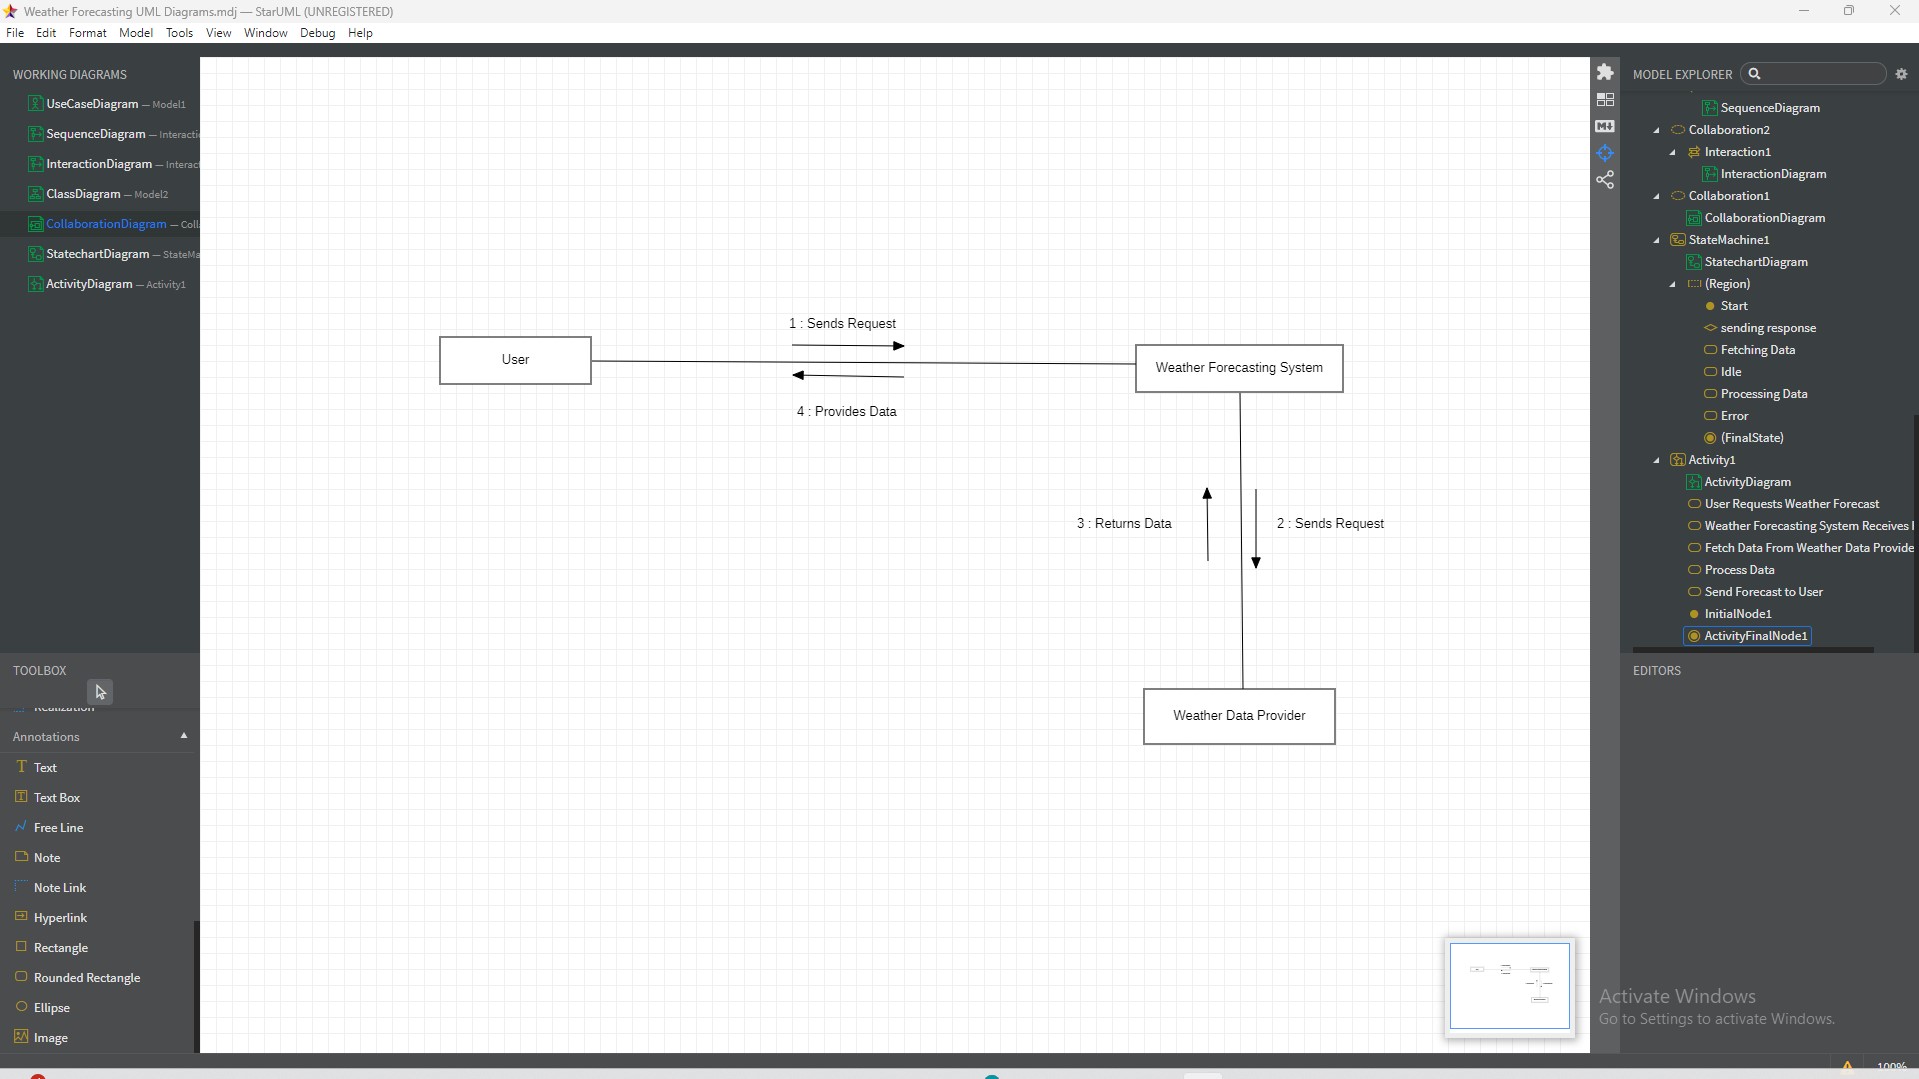 Weather Forecasting UML Diagrams.mdj — StarUML (UNREGISTERED)
File Edit Format Model Tools View Window Debug Help
WORKING DIAGRAMS
UseCaseDiagram — Model1
SequenceDiagram — Interacti
InteractionDiagram — Interact
ClassDiagram — Model2
CollaborationDiagram — Coll
StatechartDiagram — StateMa
ActivityDiagram — Activity1
TOOLBOX
Realization
Annotations
Text
Text Box
Free Line
Note
Note Link
Hyperlink
Rectangle
Rounded Rectangle
Ellipse
Image
1 : Sends Request
User
Weather Forecasting System
4 : Provides Data
3 : Returns Data
2 : Sends Request
Weather Data Provider
MODEL EXPLORER
SequenceDiagram
Collaboration2
Interaction1
InteractionDiagram
Collaboration1
CollaborationDiagram
StateMachine1
StatechartDiagram
(Region)
Start
sending response
Fetching Data
Idle
Processing Data
Error
(FinalState)
Activity1
ActivityDiagram
User Requests Weather Forecast
Weather Forecasting System Receives
Fetch Data From Weather Data Provide
Process Data
Send Forecast to User
InitialNode1
ActivityFinalNode1
EDITORS
Activate Windows
Go to Settings to activate Windows.
100%